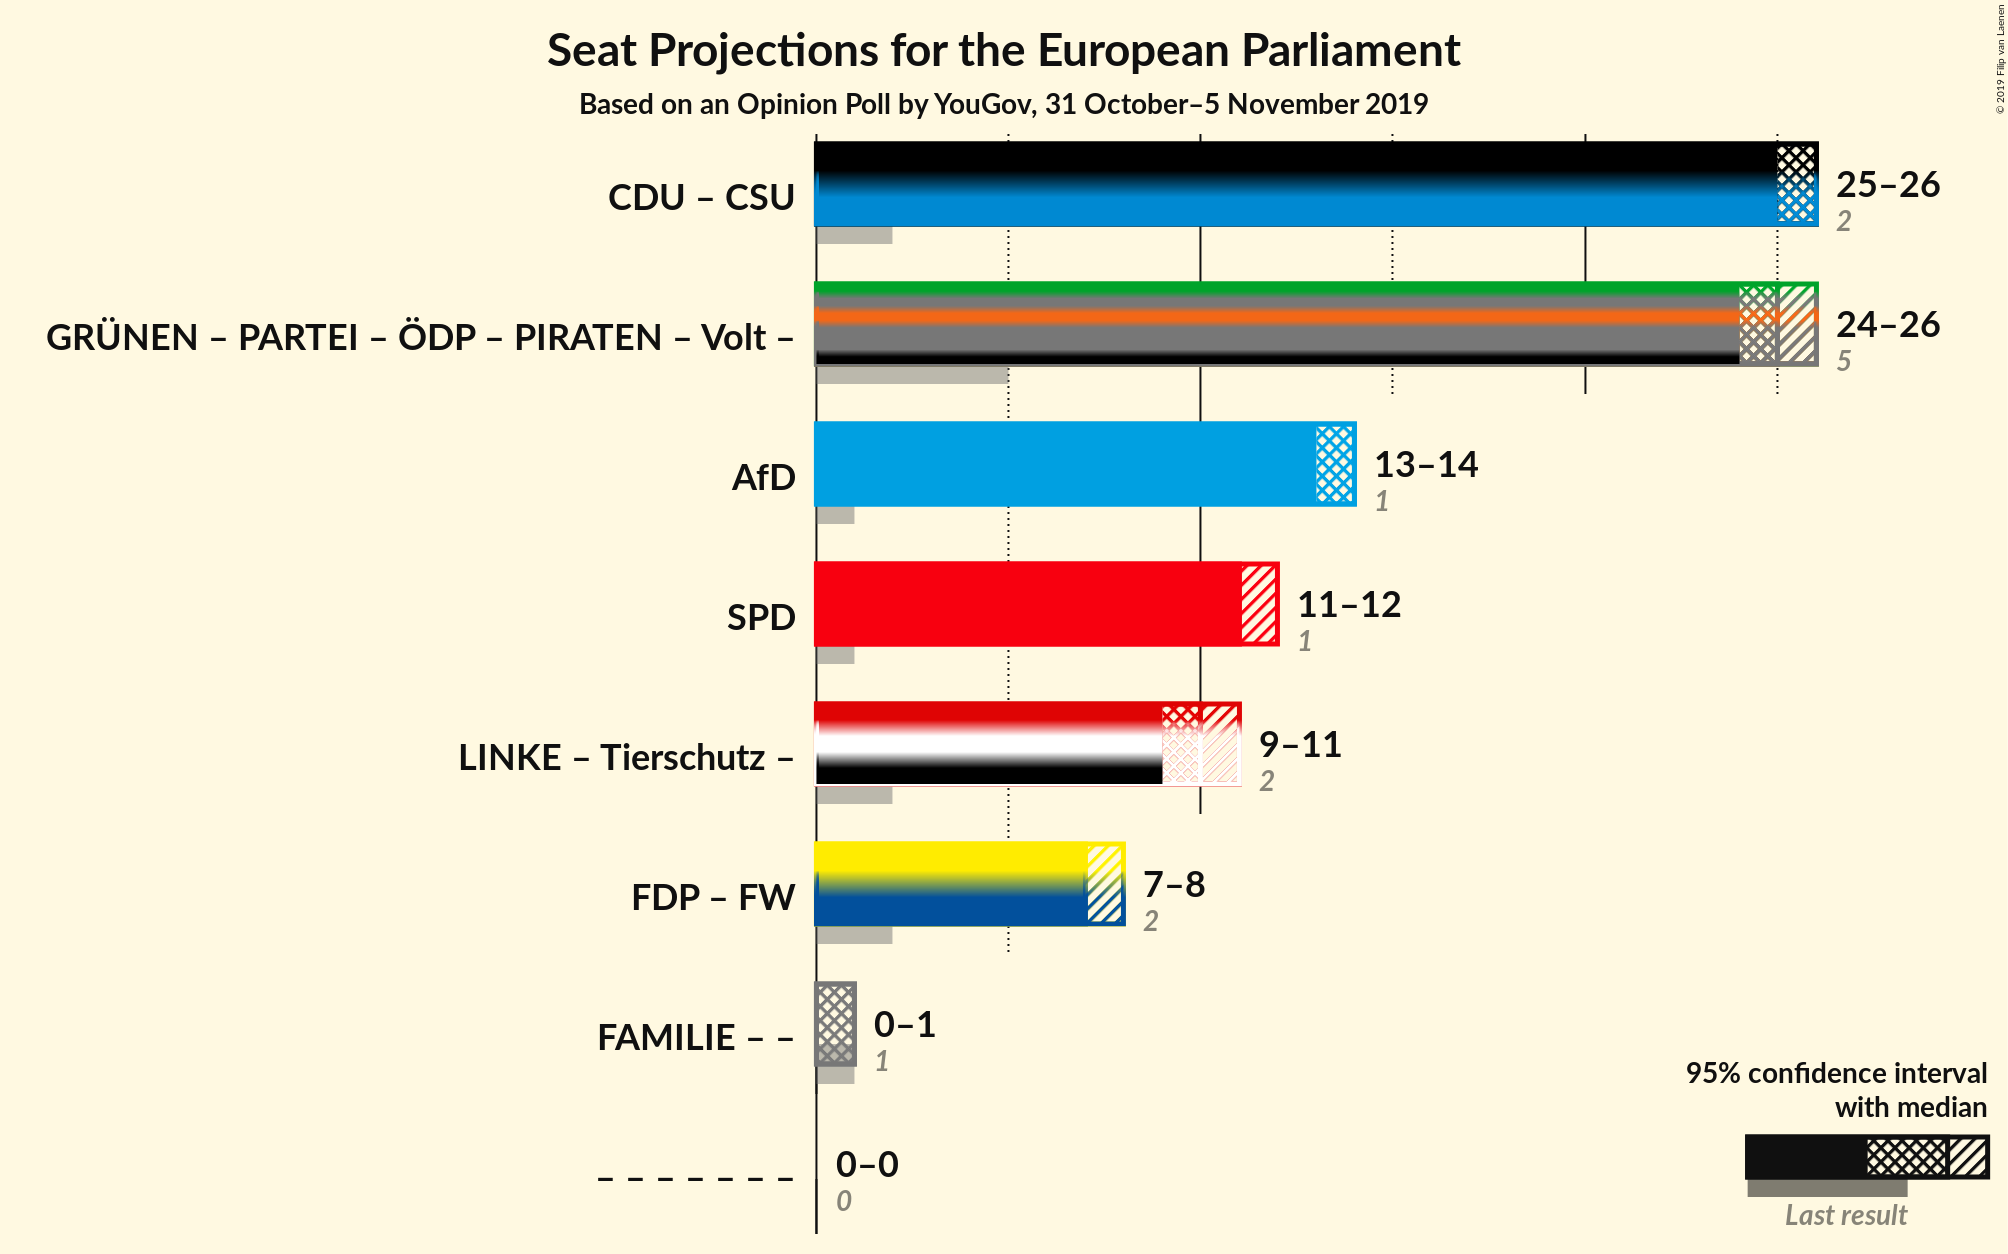 Seat Projections for the European Parliament
Based on an Opinion Poll by YouGov, 31 October–5 November 2019
© 2019 Filip van Laenen
CDU – CSU
25–26
2
GRÜNEN – PARTEI – ÖDP – PIRATEN – Volt –
24–26
5
AfD
13–14
1
SPD
11–12
1
LINKE – Tierschutz –
9–11
2
FDP – FW
7–8
2
FAMILIE – –
0–1
1
– – – – – – –
0–0
0
95% confidence interval
with median
Last result